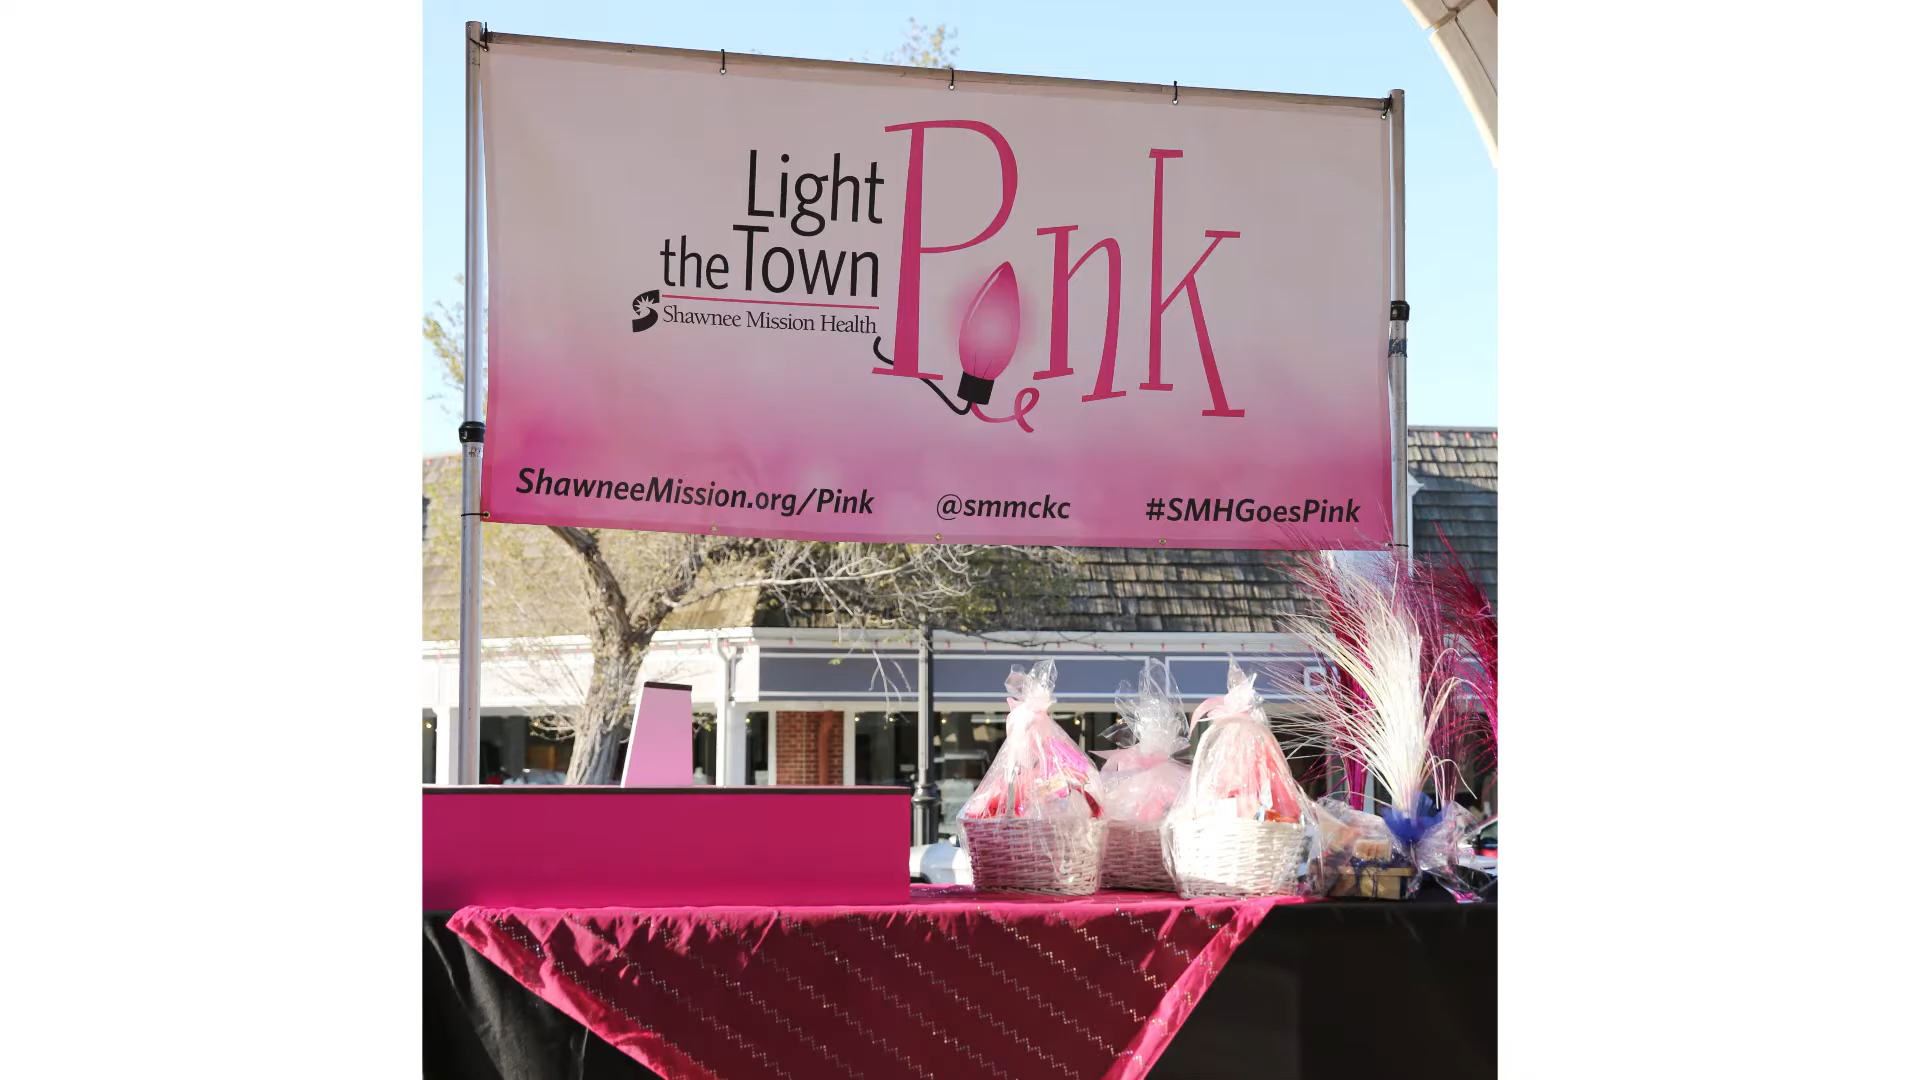 Light
the Town
Pink
Shawnee Mission Health
ShawneeMission.org/Pink @smmckc #SMHGoesPink